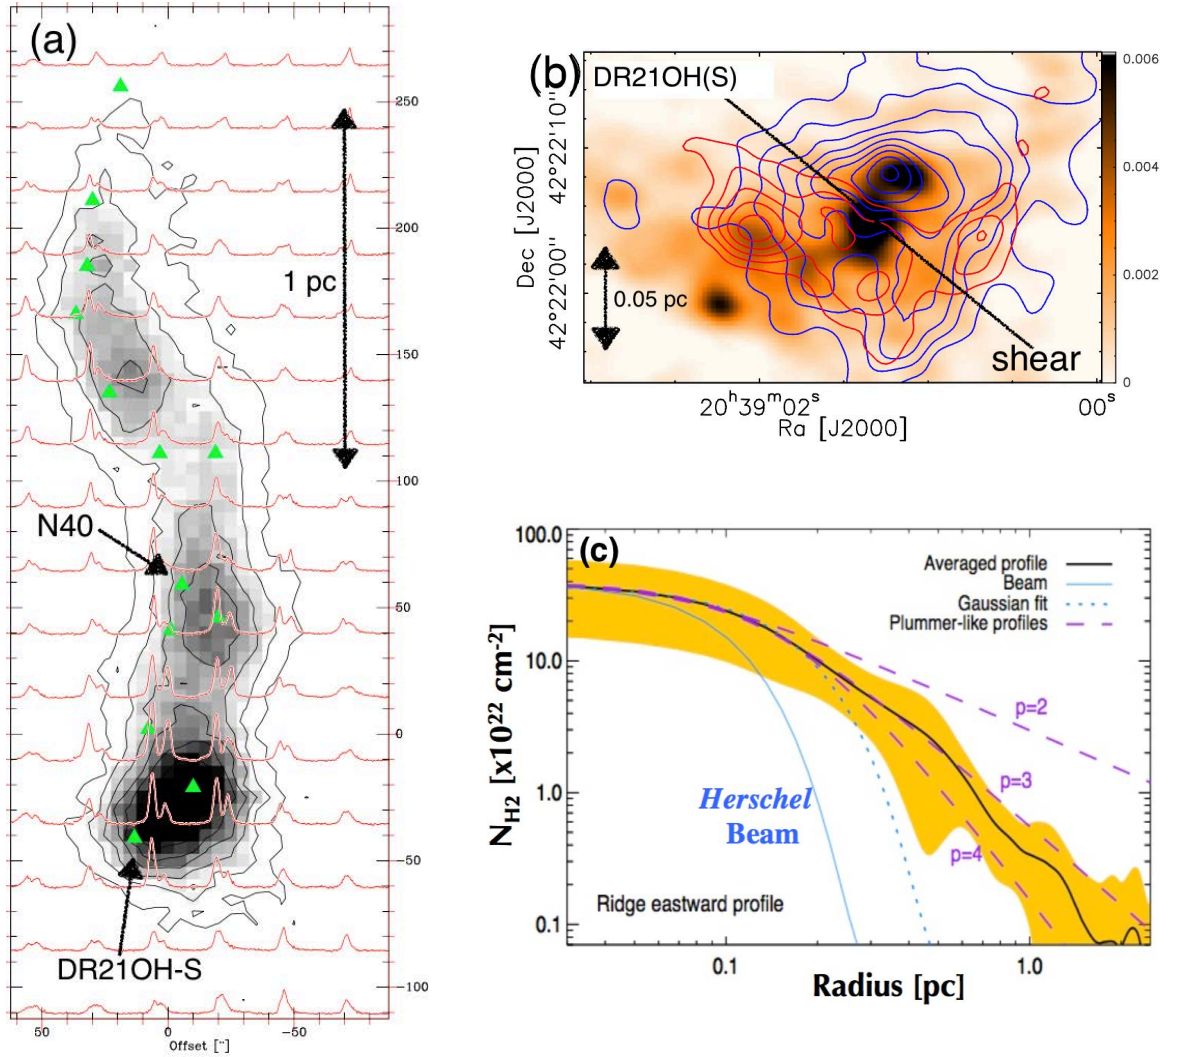 (a)
250
200
1 pc
150
100
N40
50
0
-50
DR21OH-S
-100
50
0
-50
Offset ["]
(b)
DR21OH(S)
Dec [J2000]
42°22'10"
42°22'00"
0.05 pc
shear
20ʰ39ᵐ02ˢ
00ˢ
Ra [J2000]
0.006
0.004
0.002
0
(c)
100.0
10.0
1.0
0.1
N_H2 [x10²² cm⁻²]
Averaged profile
Beam
Gaussian fit
Plummer-like profiles
p=2
p=3
p=4
Herschel
Beam
Ridge eastward profile
0.1
1.0
Radius [pc]